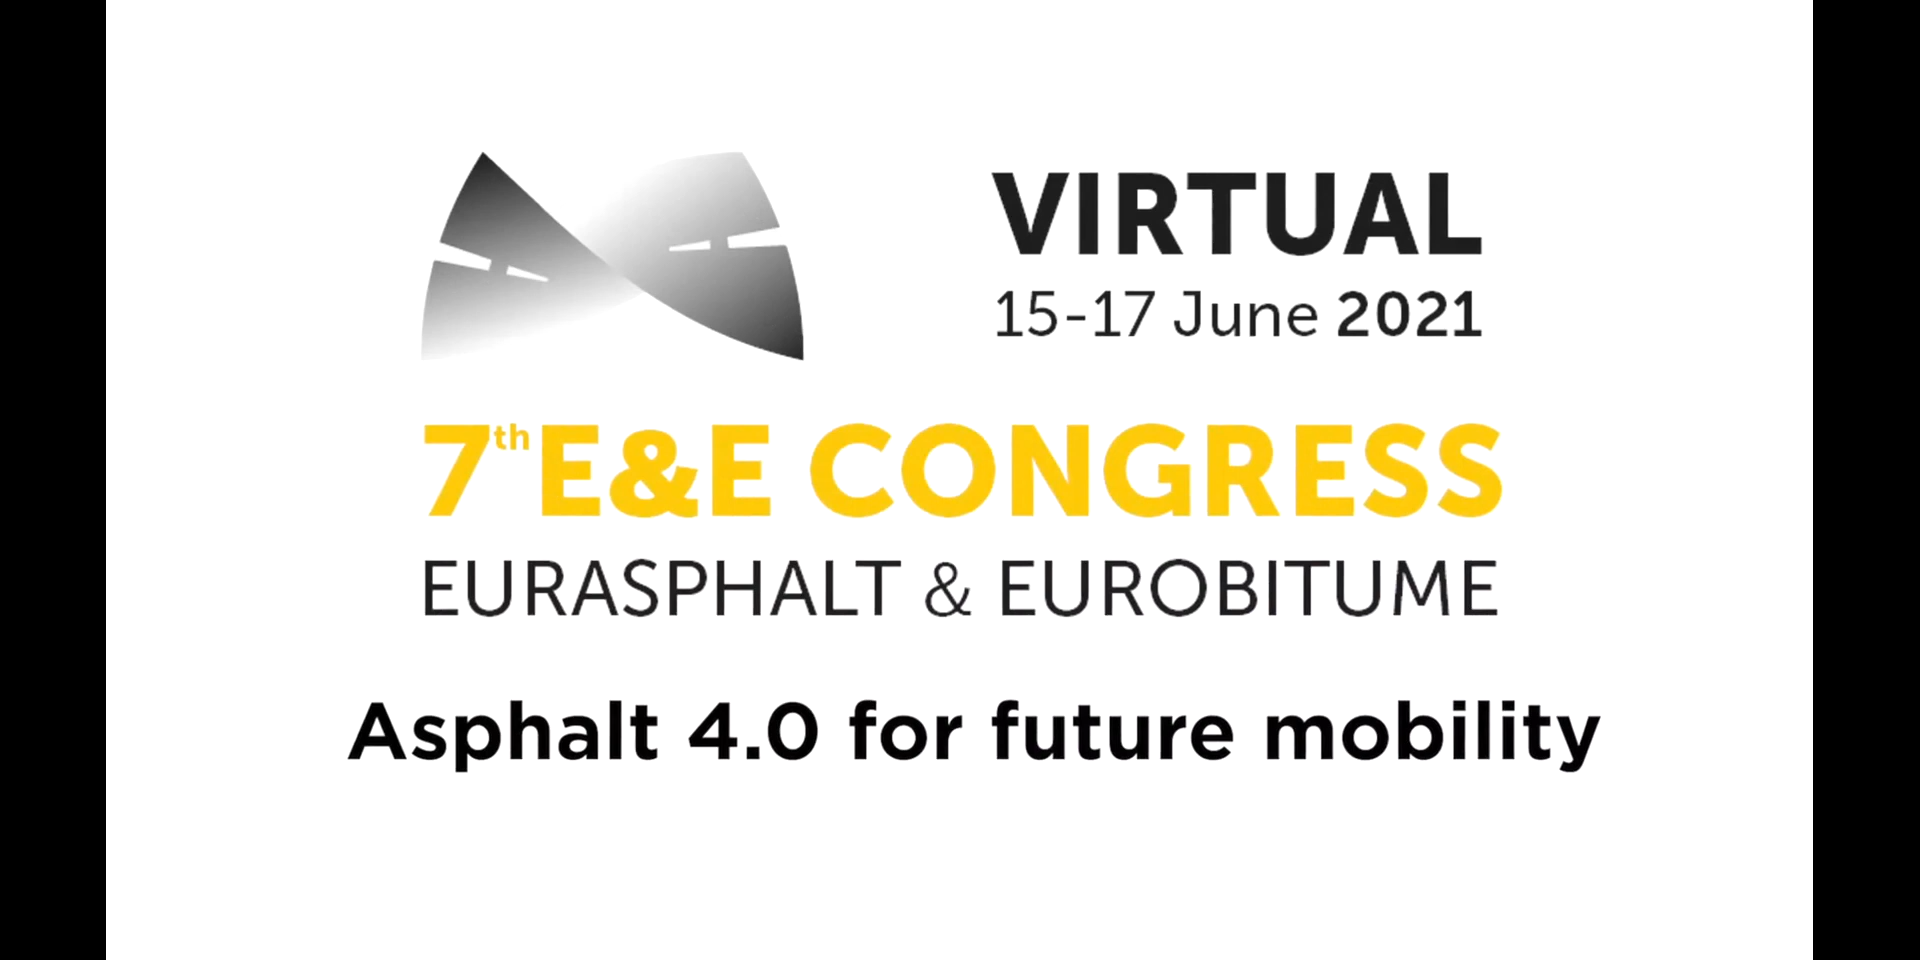 VIRTUAL
15-17 June 2021
7th E&E CONGRESS
EURASPHALT & EUROBITUME
Asphalt 4.0 for future mobility